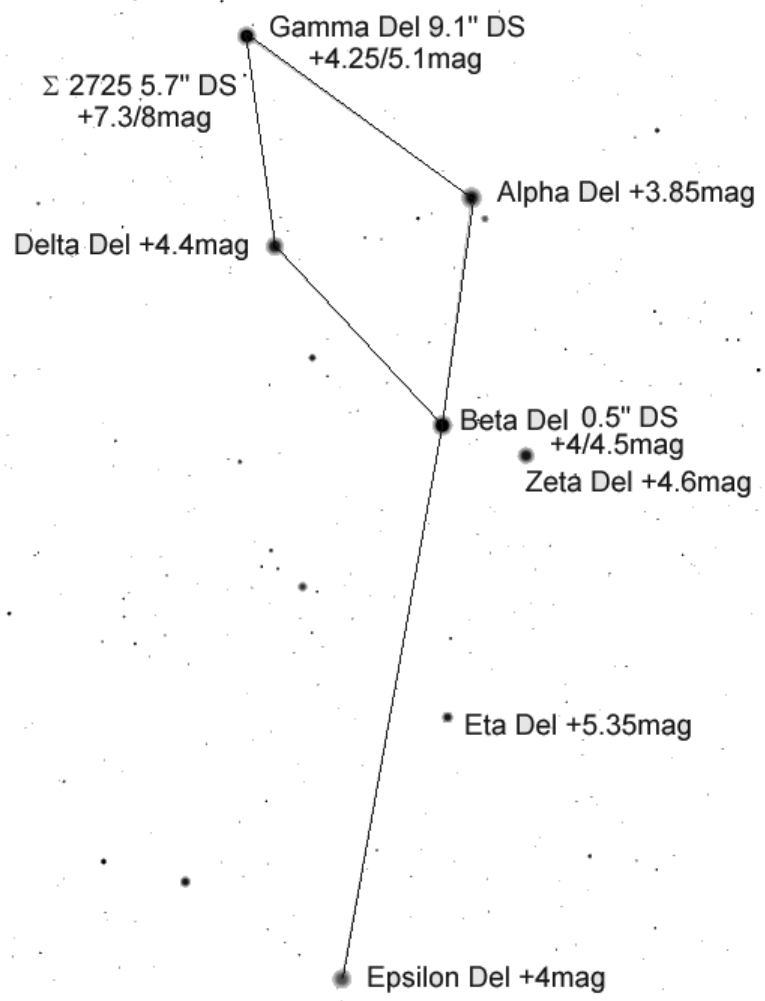 Gamma Del 9.1" DS
+4.25/5.1mag
Σ 2725 5.7" DS
+7.3/8mag
Alpha Del +3.85mag
Delta Del +4.4mag
Beta Del 0.5" DS
+4/4.5mag
Zeta Del +4.6mag
Eta Del +5.35mag
Epsilon Del +4mag